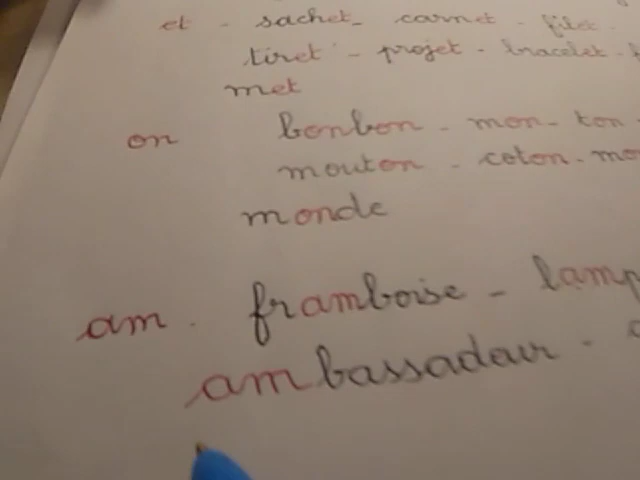 et - sachet - carnet - filet
tiret - projet - bracelet -
met
on bonbon - mon - ton -
mouton - coton -
monde
am. framboise - lamp
ambassadeur -